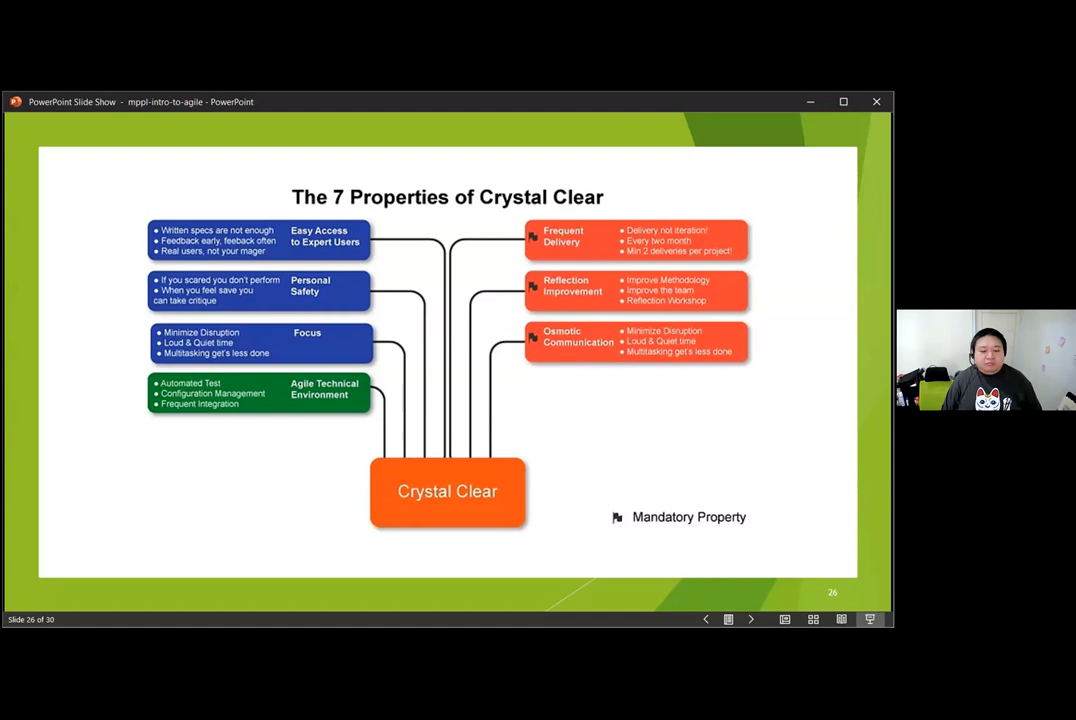 PowerPoint Slide Show - mppl-intro-to-agile - PowerPoint
The 7 Properties of Crystal Clear
● Written specs are not enough
● Feedback early, feeback often
● Real users, not your mager
Easy Access
to Expert Users
● If you scared you don't perform
● When you feel save you
can take critique
Personal
Safety
● Minimize Disruption
● Loud & Quiet time
● Multitasking get's less done
Focus
● Automated Test
● Configuration Management
● Frequent Integration
Agile Technical
Environment
Frequent
Delivery
● Delivery not iteration!
● Every two month
● Min 2 deliveries per project!
Reflection
Improvement
● Improve Methodology
● Improve the team
● Reflection Workshop
Osmotic
Communication
● Minimize Disruption
● Loud & Quiet time
● Multitasking get's less done
Crystal Clear
Mandatory Property
26
Slide 26 of 30